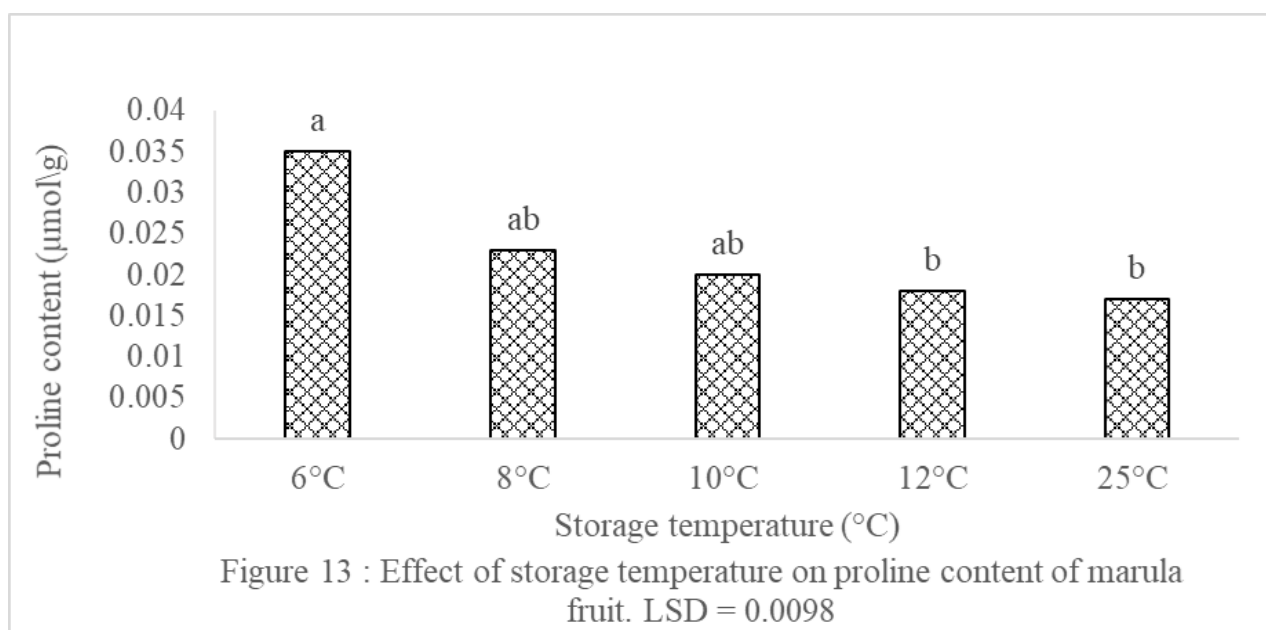 0.04
0.035
0.03
0.025
0.02
0.015
0.01
0.005
0
Proline content (µmol\g)
a
ab
ab
b
b
6°C 8°C 10°C 12°C 25°C
Storage temperature (°C)
Figure 13 : Effect of storage temperature on proline content of marula
fruit. LSD = 0.0098